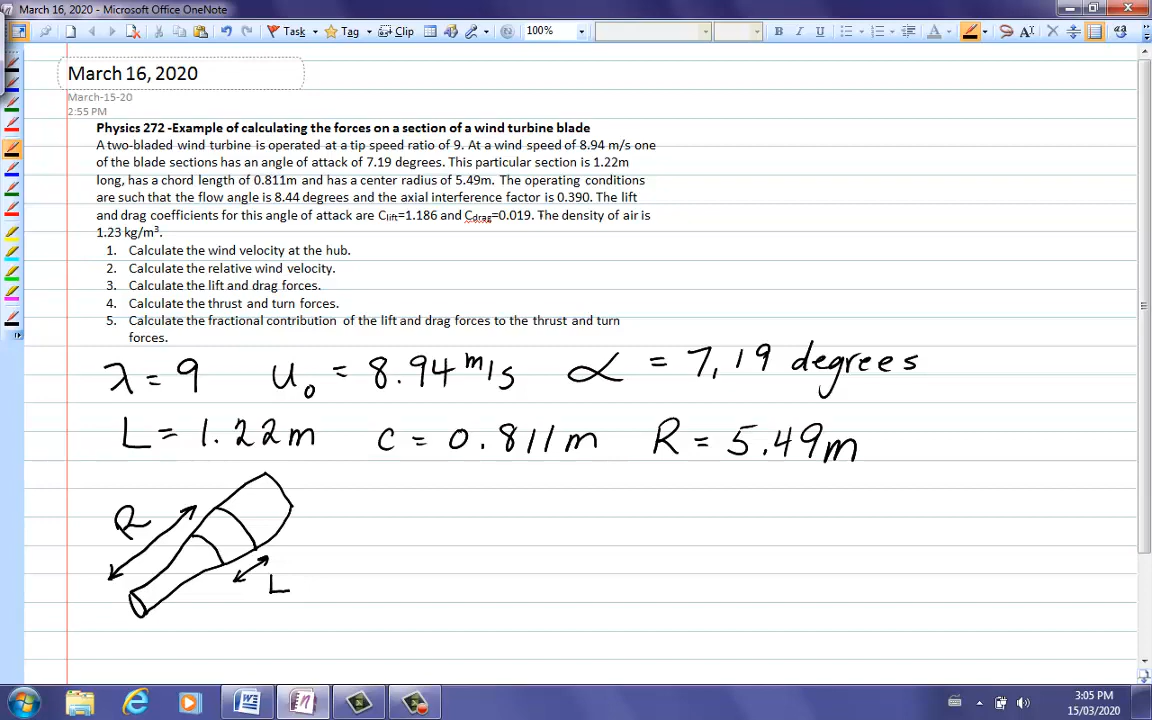 March 16, 2020 - Microsoft Office OneNote
Task Tag Clip 100% B I U A
March 16, 2020
March-15-20
2:55 PM
Physics 272 -Example of calculating the forces on a section of a wind turbine blade
A two-bladed wind turbine is operated at a tip speed ratio of 9. At a wind speed of 8.94 m/s one
of the blade sections has an angle of attack of 7.19 degrees. This particular section is 1.22m
long, has a chord length of 0.811m and has a center radius of 5.49m. The operating conditions
are such that the flow angle is 8.44 degrees and the axial interference factor is 0.390. The lift
and drag coefficients for this angle of attack are Clift=1.186 and Cdrag=0.019. The density of air is
1.23 kg/m³.
1. Calculate the wind velocity at the hub.
2. Calculate the relative wind velocity.
3. Calculate the lift and drag forces.
4. Calculate the thrust and turn forces.
5. Calculate the fractional contribution of the lift and drag forces to the thrust and turn
forces.
λ = 9 u₀ = 8.94 m/s α = 7.19 degrees
L = 1.22m c = 0.811m R = 5.49m
R
L
3:05 PM
15/03/2020